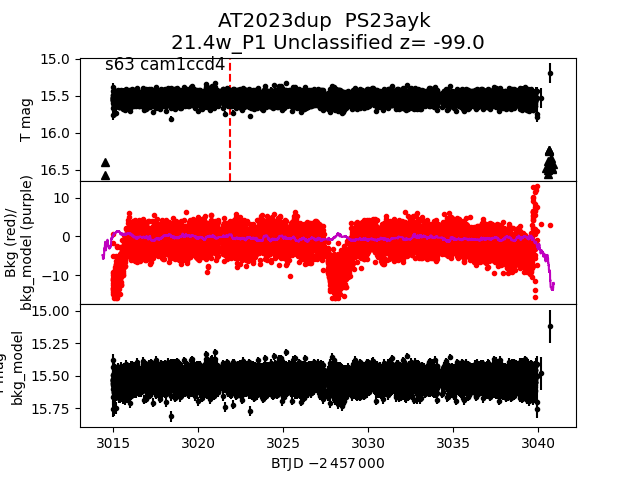 AT2023dup PS23ayk
21.4w_P1 Unclassified z= -99.0
s63 cam1ccd4
15.0
15.5
16.0
16.5
T mag
10
0
−10
Bkg (red)/
bkg_model (purple)
15.00
15.25
15.50
15.75
mag
bkg_model
3015 3020 3025 3030 3035 3040
BTJD −2 457 000